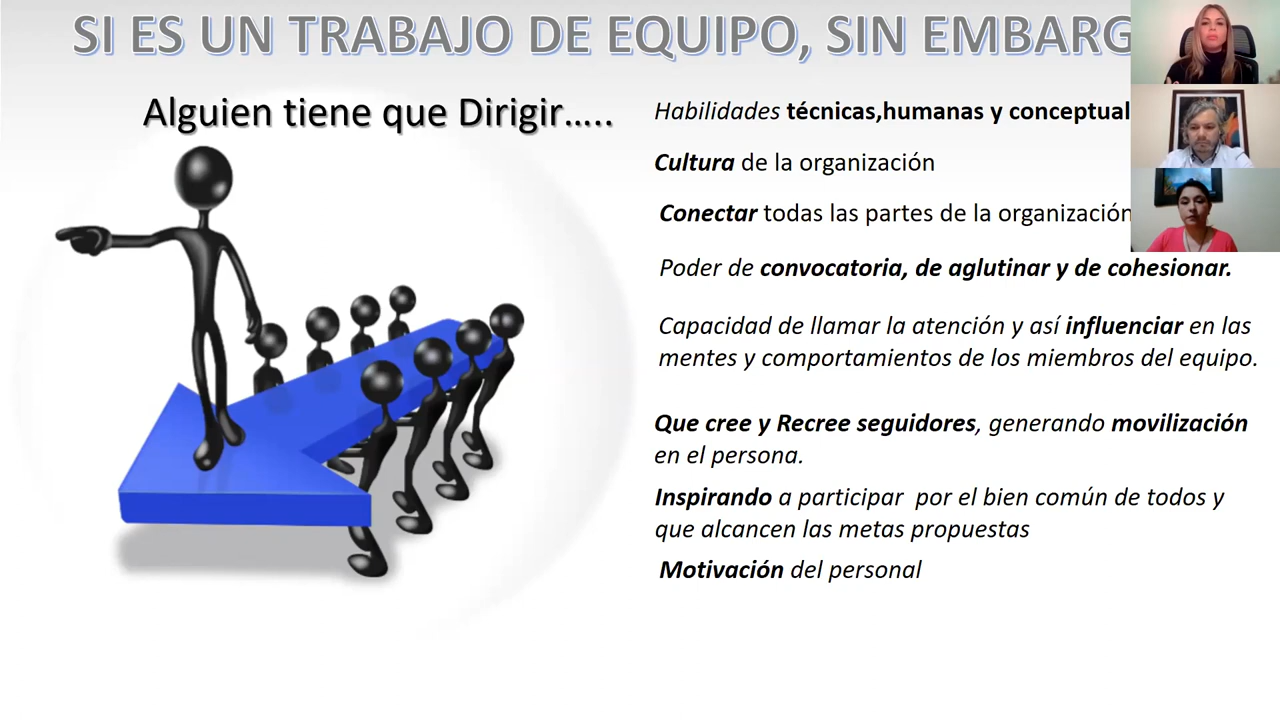 SI ES UN TRABAJO DE EQUIPO, SIN EMBARG
Alguien tiene que Dirigir…..
Habilidades técnicas,humanas y conceptual
Cultura de la organización
Conectar todas las partes de la organización
Poder de convocatoria, de aglutinar y de cohesionar.
Capacidad de llamar la atención y así influenciar en las
mentes y comportamientos de los miembros del equipo.
Que cree y Recree seguidores, generando movilización
en el persona.
Inspirando a participar por el bien común de todos y
que alcancen las metas propuestas
Motivación del personal